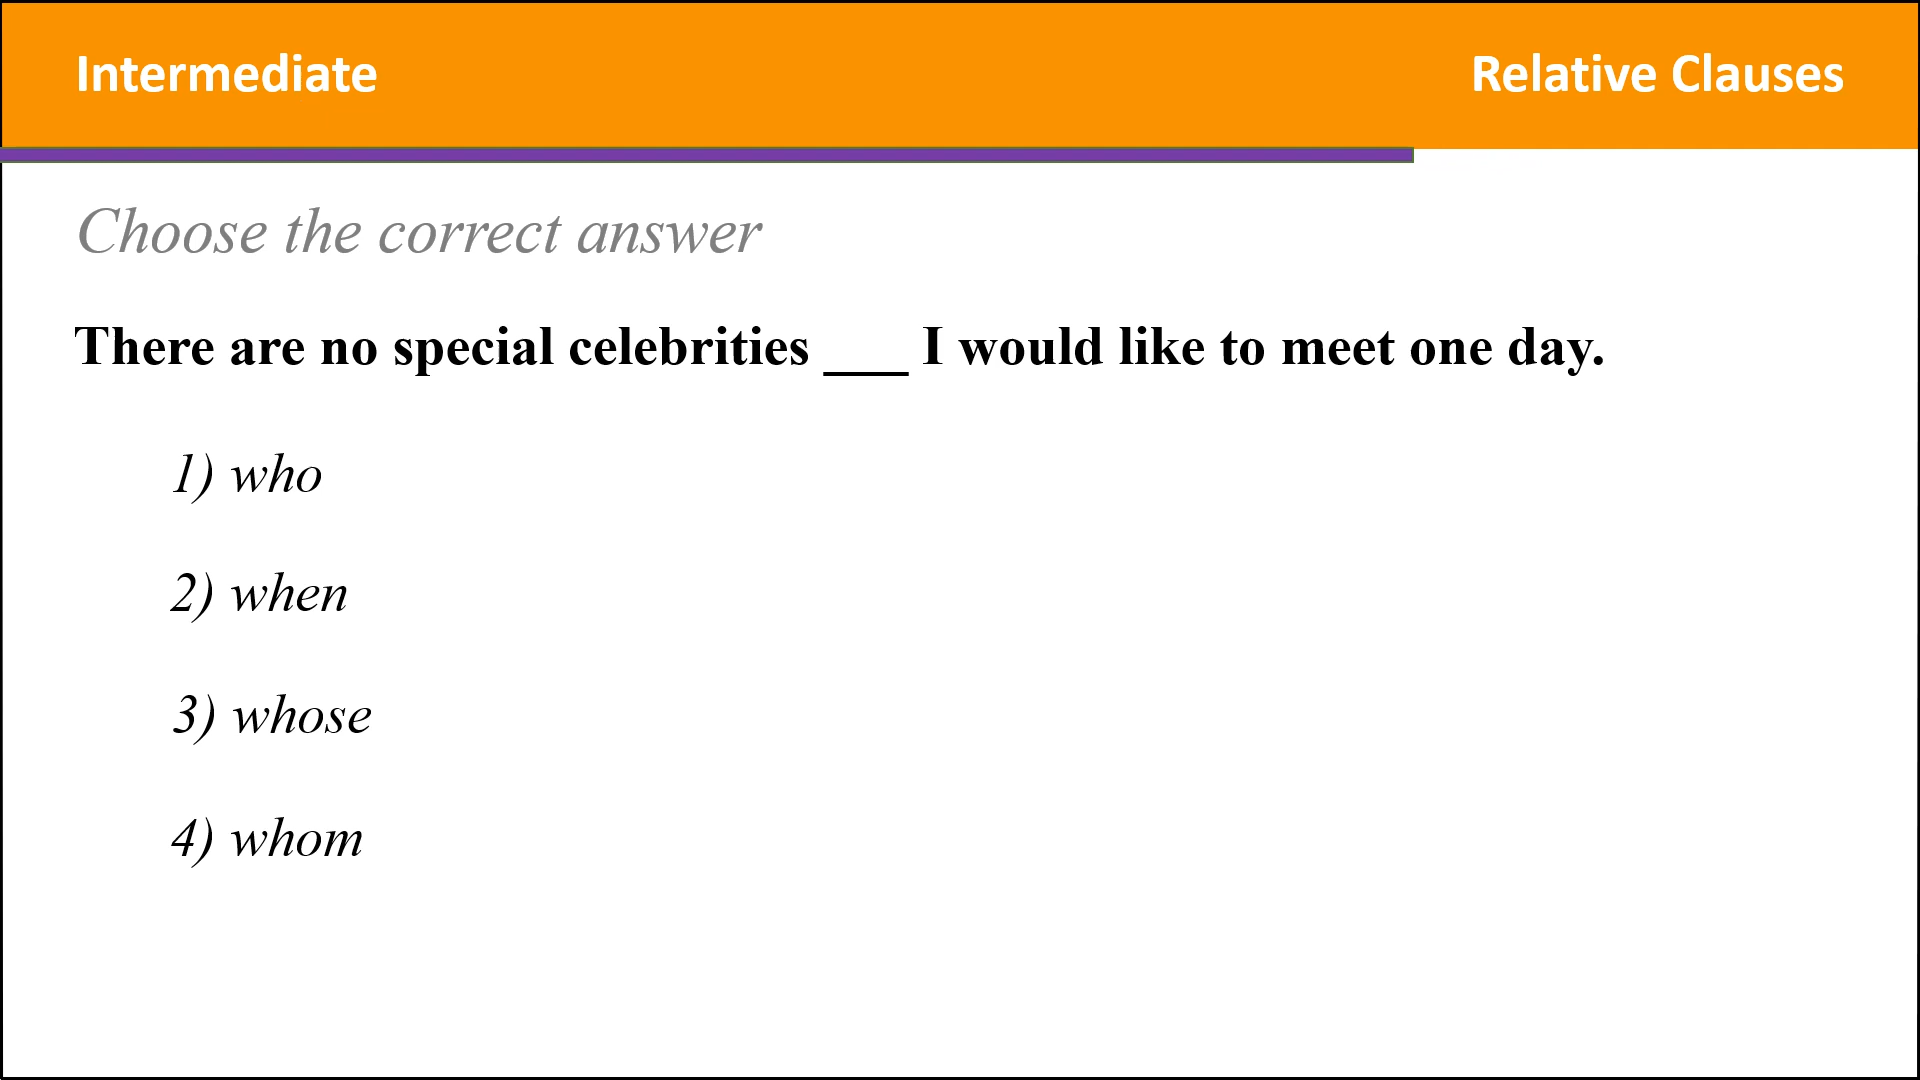 Intermediate
Relative Clauses
Choose the correct answer
There are no special celebrities ___ I would like to meet one day.
1) who
2) when
3) whose
4) whom